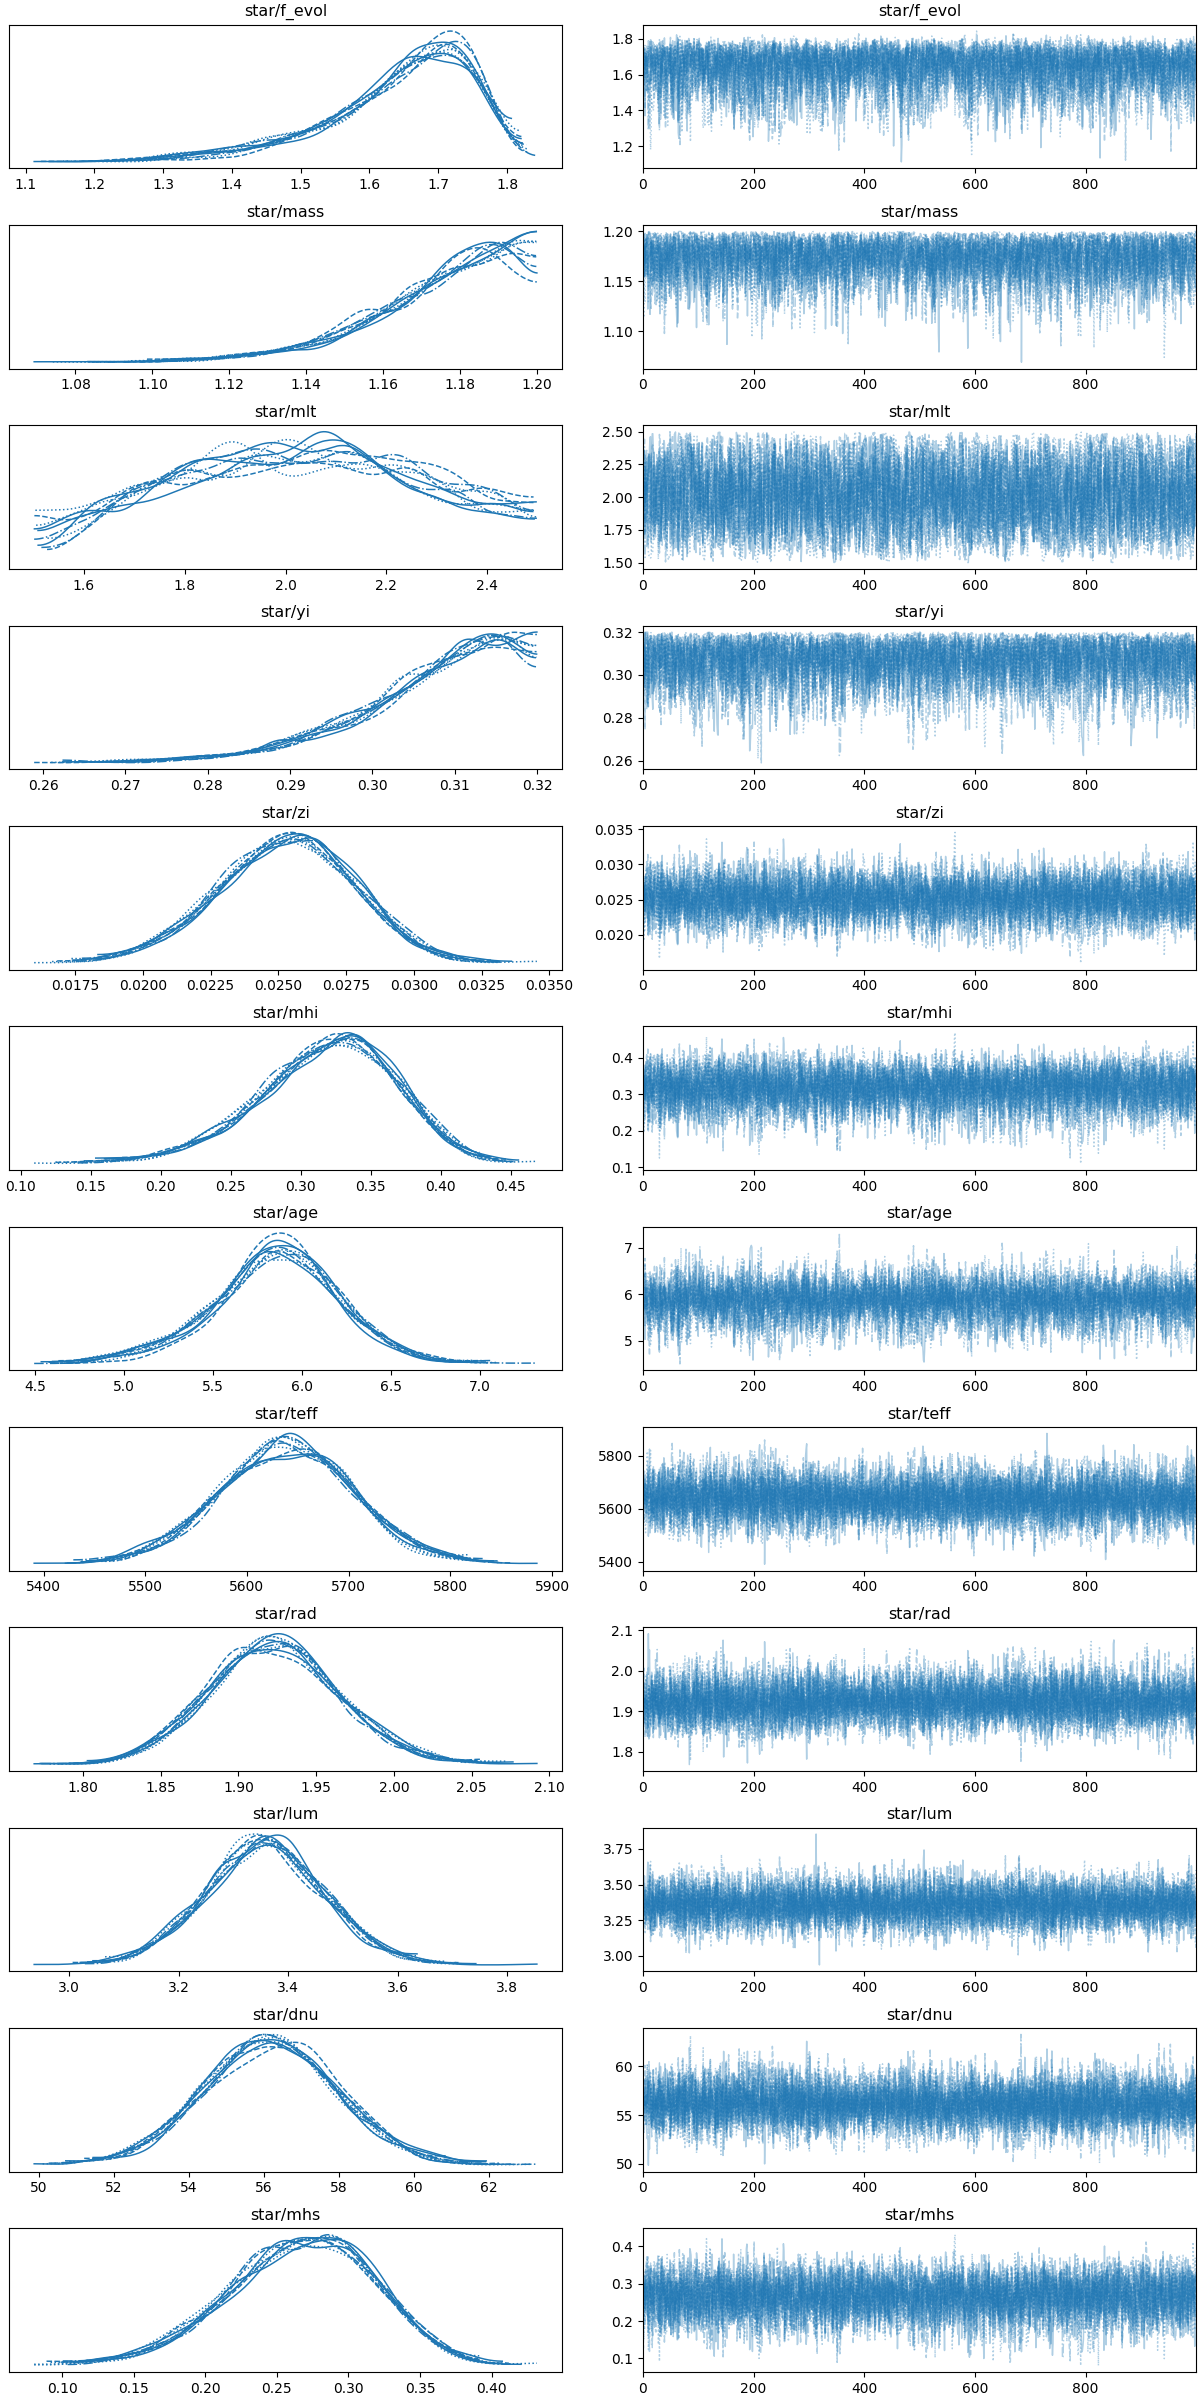 star/f_evol star/f_evol
1.8
1.6
1.4
1.2
1.1 1.2 1.3 1.4 1.5 1.6 1.7 1.8 0 200 400 600 800
star/mass star/mass
1.20
1.15
1.10
1.08 1.10 1.12 1.14 1.16 1.18 1.20 0 200 400 600 800
star/mlt star/mlt
2.50
2.25
2.00
1.75
1.50
1.6 1.8 2.0 2.2 2.4 0 200 400 600 800
star/yi star/yi
0.32
0.30
0.28
0.26
0.26 0.27 0.28 0.29 0.30 0.31 0.32 0 200 400 600 800
star/zi star/zi
0.035
0.030
0.025
0.020
0.0175 0.0200 0.0225 0.0250 0.0275 0.0300 0.0325 0.0350 0 200 400 600 800
star/mhi star/mhi
0.4
0.3
0.2
0.1
0.10 0.15 0.20 0.25 0.30 0.35 0.40 0.45 0 200 400 600 800
star/age star/age
7
6
5
4.5 5.0 5.5 6.0 6.5 7.0 0 200 400 600 800
star/teff star/teff
5800
5600
5400
5400 5500 5600 5700 5800 5900 0 200 400 600 800
star/rad star/rad
2.1
2.0
1.9
1.8
1.80 1.85 1.90 1.95 2.00 2.05 2.10 0 200 400 600 800
star/lum star/lum
3.75
3.50
3.25
3.00
3.0 3.2 3.4 3.6 3.8 0 200 400 600 800
star/dnu star/dnu
60
55
50
50 52 54 56 58 60 62 0 200 400 600 800
star/mhs star/mhs
0.4
0.3
0.2
0.1
0.10 0.15 0.20 0.25 0.30 0.35 0.40 0 200 400 600 800